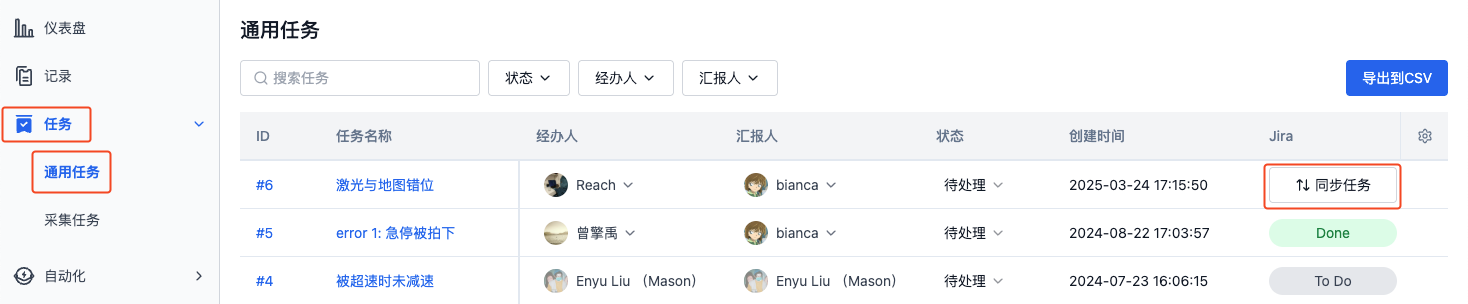 仪表盘
记录
任务
通用任务
采集任务
自动化
通用任务
搜索任务 状态 经办人 汇报人 导出到CSV
ID 任务名称 经办人 汇报人 状态 创建时间 Jira
#6 激光与地图错位 Reach bianca 待处理 2025-03-24 17:15:50 同步任务
#5 error 1: 急停被拍下 曾擎禹 bianca 待处理 2024-08-22 17:03:57 Done
#4 被超速时未减速 Enyu Liu （Mason） Enyu Liu （Mason） 待处理 2024-07-23 16:06:15 To Do